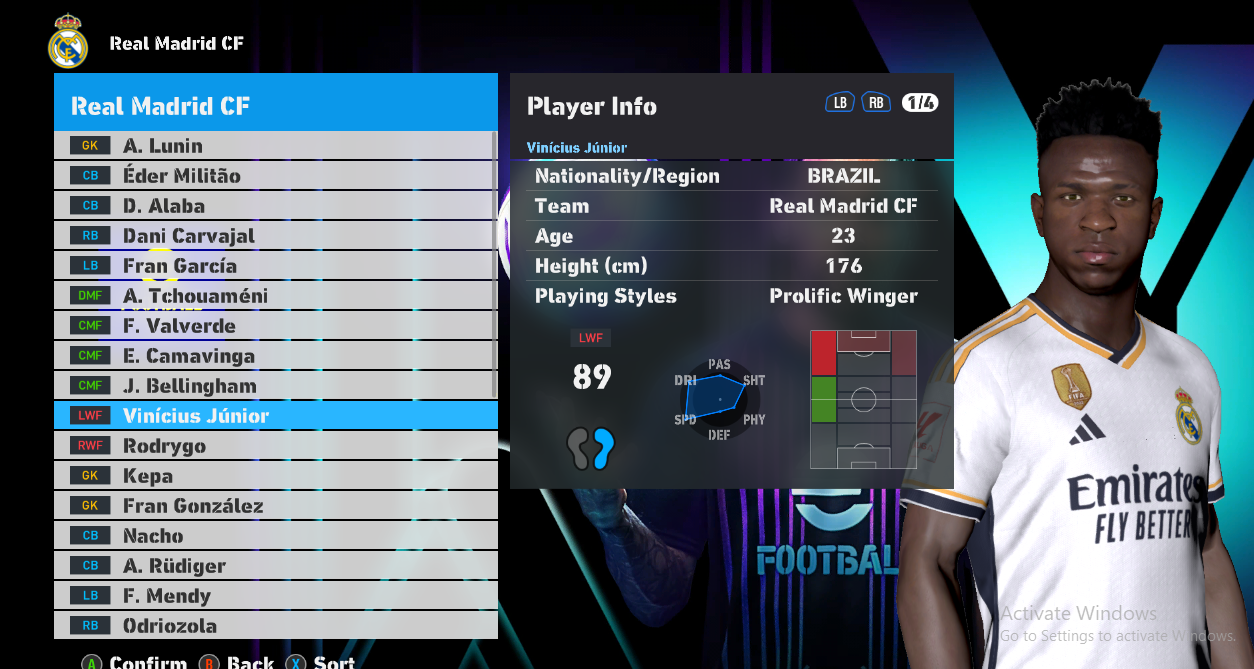 Real Madrid CF
Real Madrid CF
GK A. Lunin
CB Éder Militão
CB D. Alaba
RB Dani Carvajal
LB Fran García
DMF A. Tchouaméni
CMF F. Valverde
CMF E. Camavinga
CMF J. Bellingham
LWF Vinícius Júnior
RWF Rodrygo
GK Kepa
GK Fran González
CB Nacho
CB A. Rüdiger
LB F. Mendy
RB Odriozola
A Confirm B Back X Sort
Player Info LB RB 1/4
Vinícius Júnior
Nationality/Region BRAZIL
Team Real Madrid CF
Age 23
Height (cm) 176
Playing Styles Prolific Winger
LWF
89
PAS
DRI SHT
SPD PHY
DEF
FOOTBAL
FIFA
Emirates
FLY BETTER
Activate Windows
Go to Settings to activate Windows.